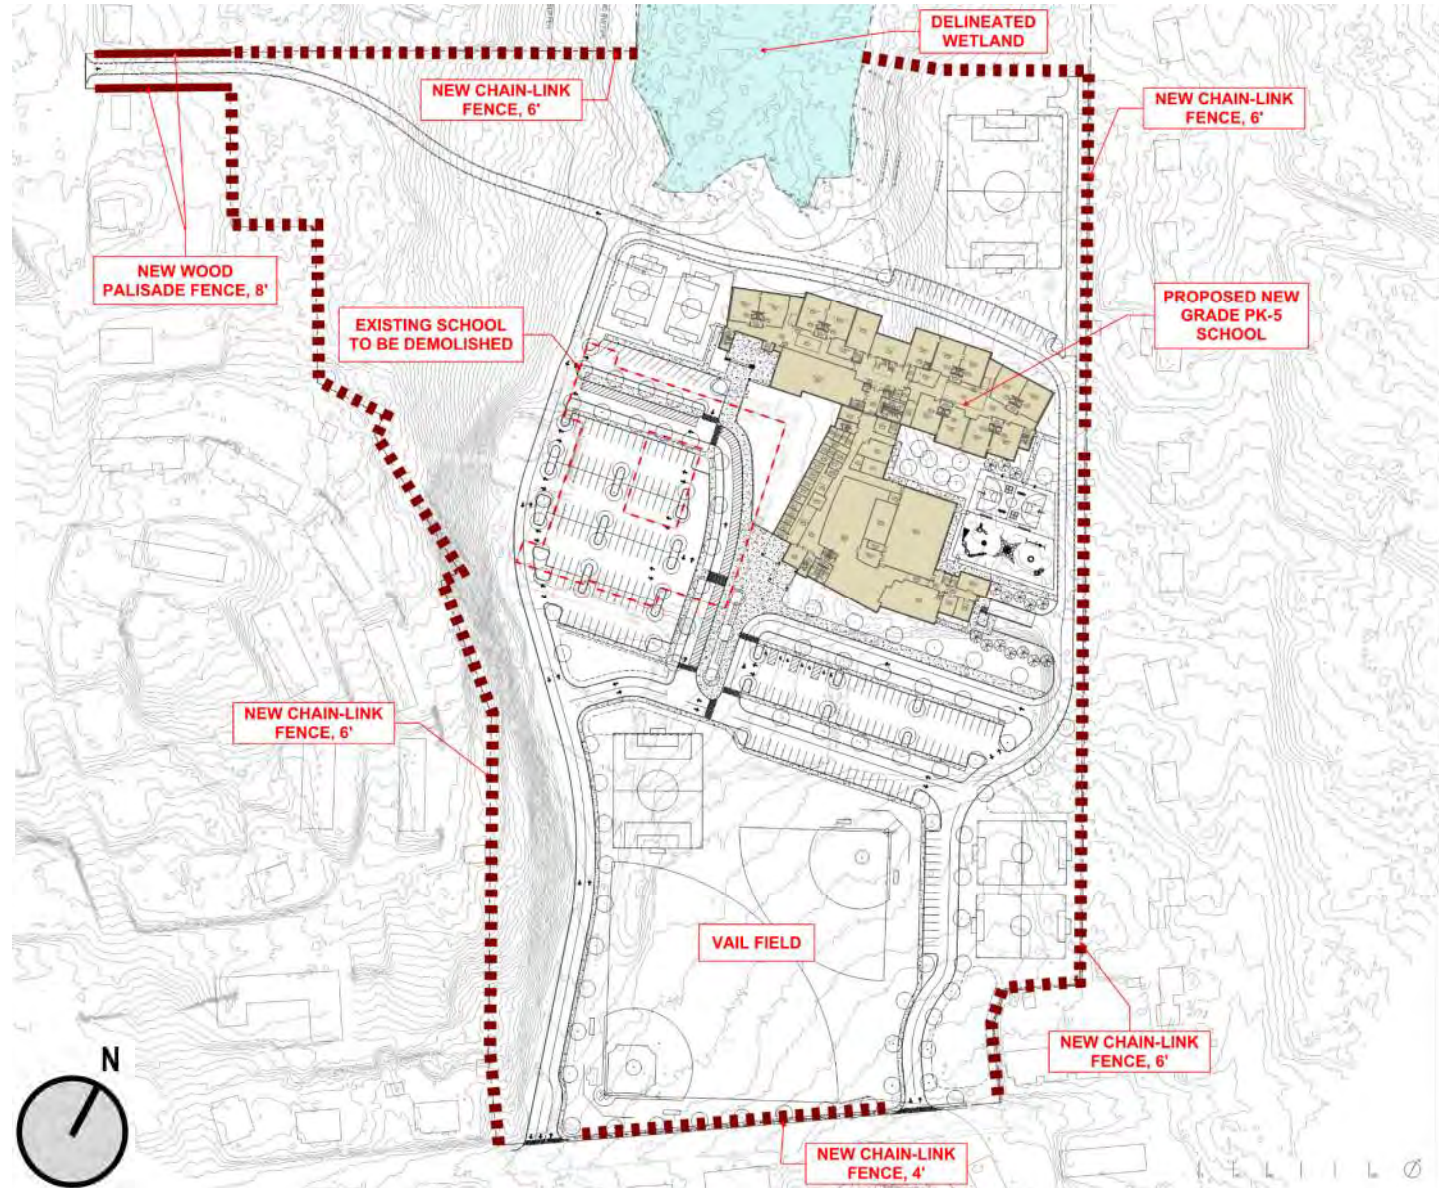 DELINEATED
WETLAND
NEW CHAIN-LINK
FENCE, 6'
NEW CHAIN-LINK
FENCE, 6'
NEW WOOD
PALISADE FENCE, 8'
EXISTING SCHOOL
TO BE DEMOLISHED
PROPOSED NEW
GRADE PK-5
SCHOOL
NEW CHAIN-LINK
FENCE, 6'
VAIL FIELD
NEW CHAIN-LINK
FENCE, 6'
N
NEW CHAIN-LINK
FENCE, 4'